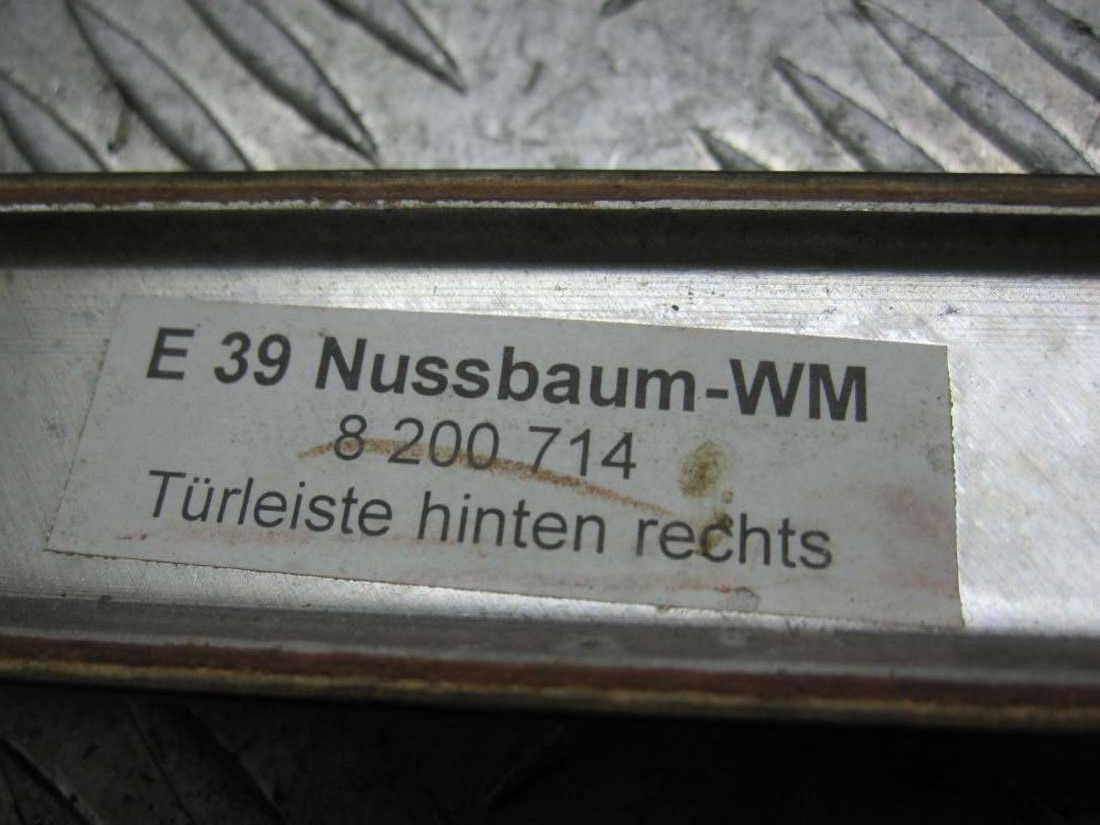 E 39 Nussbaum-WM
8 200 714
Türleiste hinten rechts